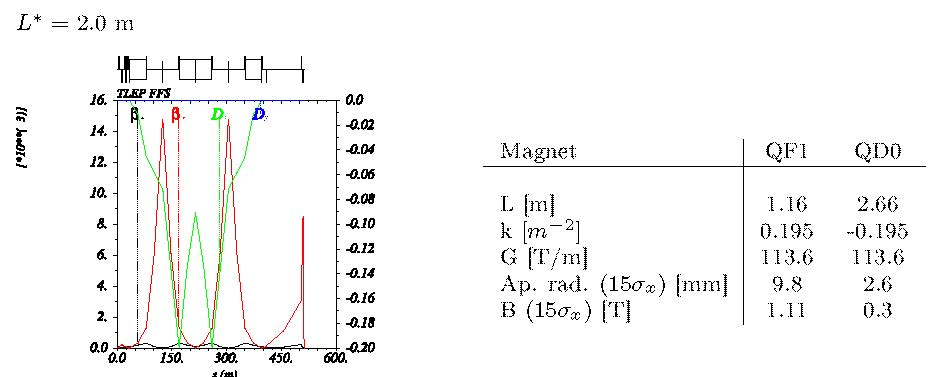 L* = 2.0 m
TLEP FFS
16.
14.
12.
10.
8.
6.
4.
2.
0.0
0.0
-0.02
-0.04
-0.06
-0.08
-0.10
-0.12
-0.14
-0.16
-0.18
-0.20
0.0
150.
300.
450.
600.
s (m)
Magnet QF1 QD0
L [m] 1.16 2.66
k [m⁻²] 0.195 -0.195
G [T/m] 113.6 113.6
Ap. rad. (15σₓ) [mm] 9.8 2.6
B (15σₓ) [T] 1.11 0.3